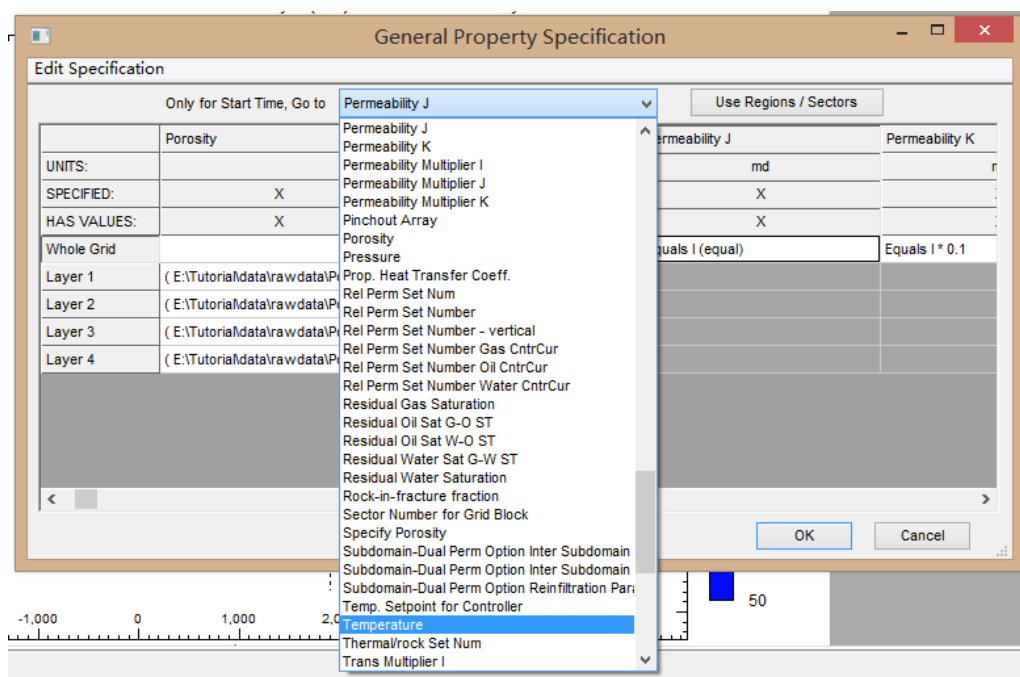 General Property Specification
Edit Specification
Only for Start Time, Go to Permeability J Use Regions / Sectors
Porosity ermeability J Permeability K
UNITS: md
SPECIFIED: X X
HAS VALUES: X X
Whole Grid quals I (equal) Equals I * 0.1
Layer 1 ( E:\Tutorial\data\rawdata\P
Layer 2 ( E:\Tutorial\data\rawdata\P
Layer 3 ( E:\Tutorial\data\rawdata\P
Layer 4 ( E:\Tutorial\data\rawdata\P
Permeability J
Permeability K
Permeability Multiplier I
Permeability Multiplier J
Permeability Multiplier K
Pinchout Array
Porosity
Pressure
Prop. Heat Transfer Coeff.
Rel Perm Set Num
Rel Perm Set Number
Rel Perm Set Number - vertical
Rel Perm Set Number Gas CntrCur
Rel Perm Set Number Oil CntrCur
Rel Perm Set Number Water CntrCur
Residual Gas Saturation
Residual Oil Sat G-O ST
Residual Oil Sat W-O ST
Residual Water Sat G-W ST
Residual Water Saturation
Rock-in-fracture fraction
Sector Number for Grid Block
Specify Porosity
Subdomain-Dual Perm Option Inter Subdomain
Subdomain-Dual Perm Option Inter Subdomain
Subdomain-Dual Perm Option Reinfiltration Para
Temp. Setpoint for Controller
Temperature
Thermal/rock Set Num
Trans Multiplier I
OK Cancel
50
-1,000 0 1,000 2,0